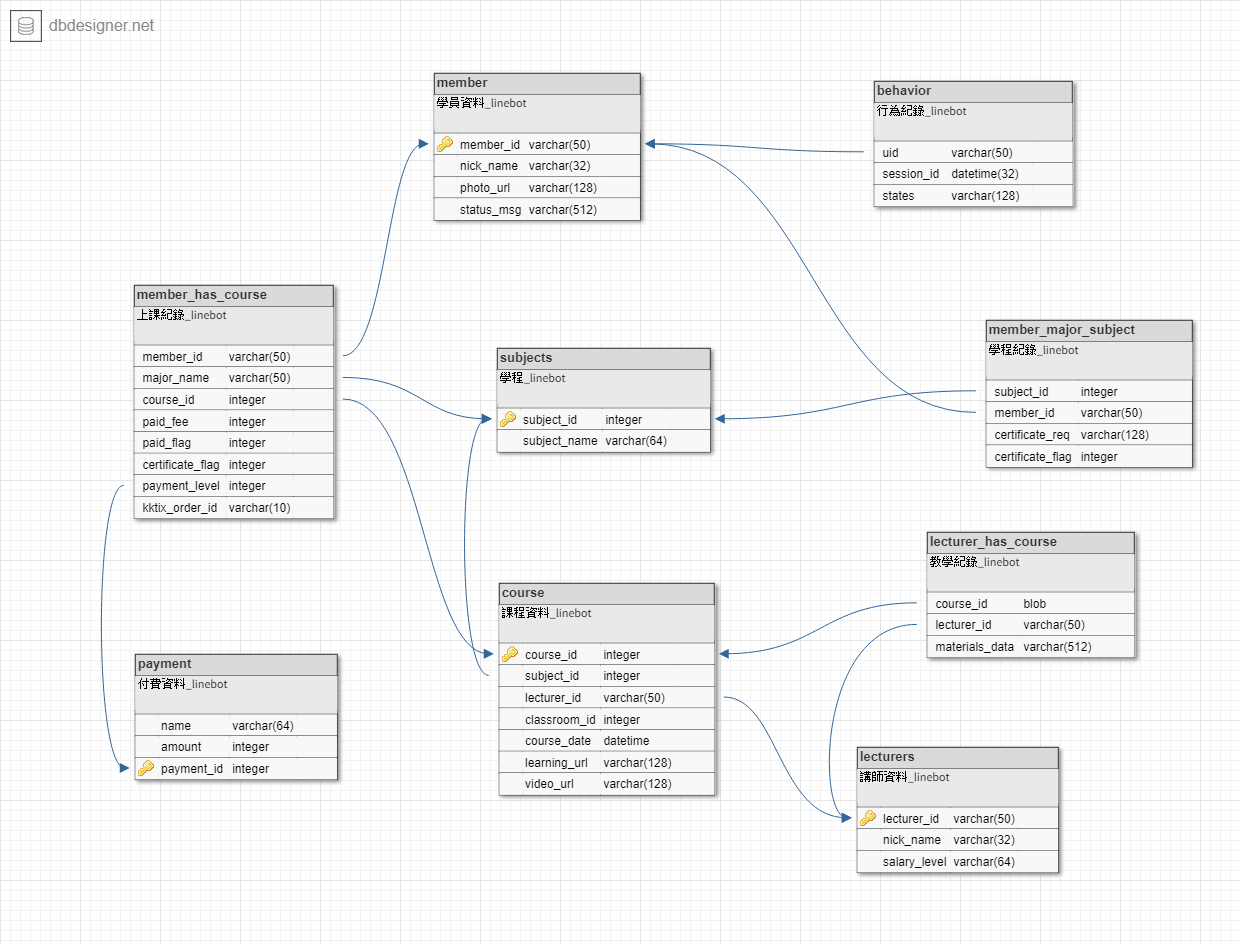 dbdesigner.net
member
學員資料_linebot
member_id varchar(50)
nick_name varchar(32)
photo_url varchar(128)
status_msg varchar(512)
behavior
行為紀錄_linebot
uid varchar(50)
session_id datetime(32)
states varchar(128)
member_has_course
上課紀錄_linebot
member_id varchar(50)
major_name varchar(50)
course_id integer
paid_fee integer
paid_flag integer
certificate_flag integer
payment_level integer
kktix_order_id varchar(10)
subjects
學程_linebot
subject_id integer
subject_name varchar(64)
member_major_subject
學程紀錄_linebot
subject_id integer
member_id varchar(50)
certificate_req varchar(128)
certificate_flag integer
lecturer_has_course
教學紀錄_linebot
course_id blob
lecturer_id varchar(50)
materials_data varchar(512)
course
課程資料_linebot
course_id integer
subject_id integer
lecturer_id varchar(50)
classroom_id integer
course_date datetime
learning_url varchar(128)
video_url varchar(128)
payment
付費資料_linebot
name varchar(64)
amount integer
payment_id integer
lecturers
講師資料_linebot
lecturer_id varchar(50)
nick_name varchar(32)
salary_level varchar(64)